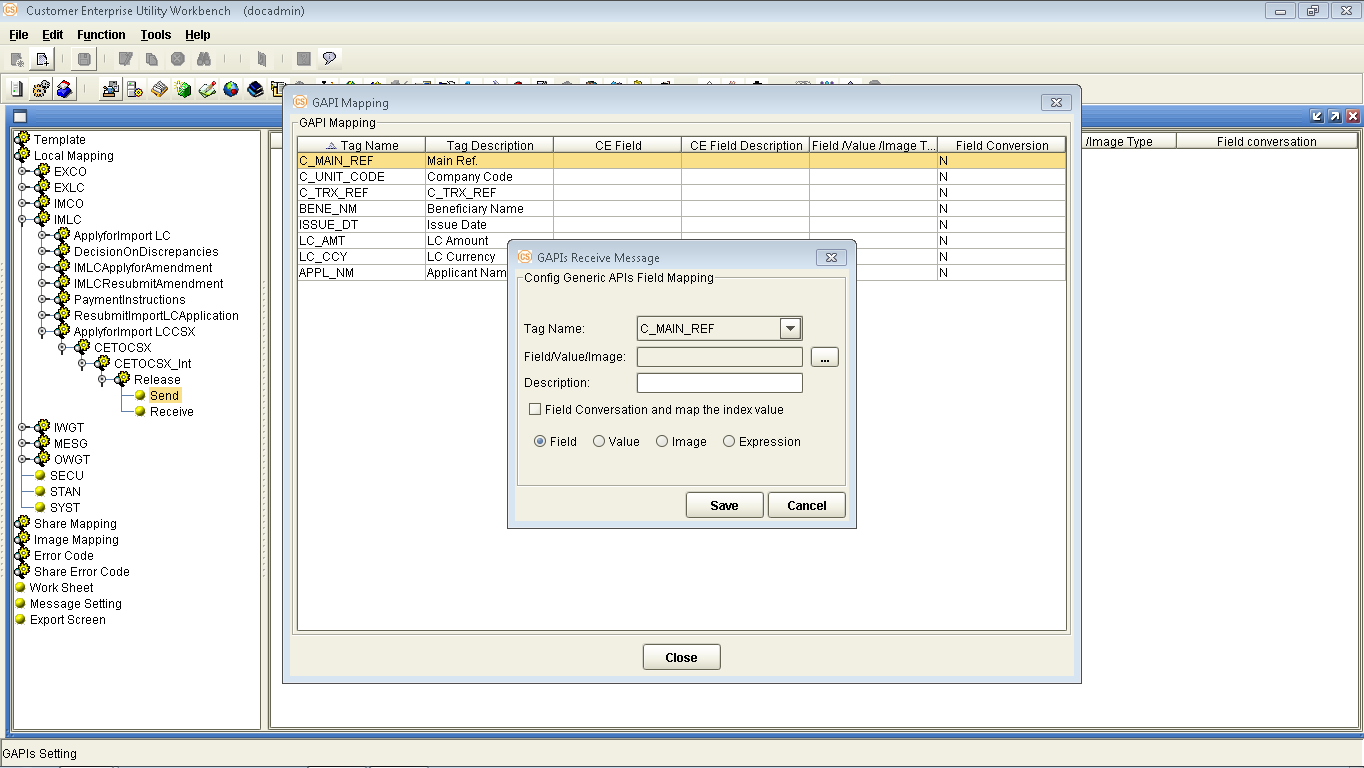 Customer Enterprise Utility Workbench (docadmin)
File Edit Function Tools Help
GAPI Mapping
GAPI Mapping
Tag Name Tag Description CE Field CE Field Description Field /Value /Image T... Field Conversion
C_MAIN_REF Main Ref. N
C_UNIT_CODE Company Code N
C_TRX_REF C_TRX_REF N
BENE_NM Beneficiary Name N
ISSUE_DT Issue Date N
LC_AMT LC Amount N
LC_CCY LC Currency N
APPL_NM Applicant Nam N
/Image Type Field conversation
Template
Local Mapping
EXCO
EXLC
IMCO
IMLC
ApplyforImport LC
DecisionOnDiscrepancies
IMLCApplyforAmendment
IMLCResubmitAmendment
PaymentInstructions
ResubmitImportLCApplication
ApplyforImport LCCSX
CETOCSX
CETOCSX_Int
Release
Send
Receive
IWGT
MESG
OWGT
SECU
STAN
SYST
Share Mapping
Image Mapping
Error Code
Share Error Code
Work Sheet
Message Setting
Export Screen
GAPIs Receive Message
Config Generic APIs Field Mapping
Tag Name: C_MAIN_REF
Field/Value/Image: ...
Description:
Field Conversation and map the index value
Field Value Image Expression
Save Cancel
Close
GAPIs Setting